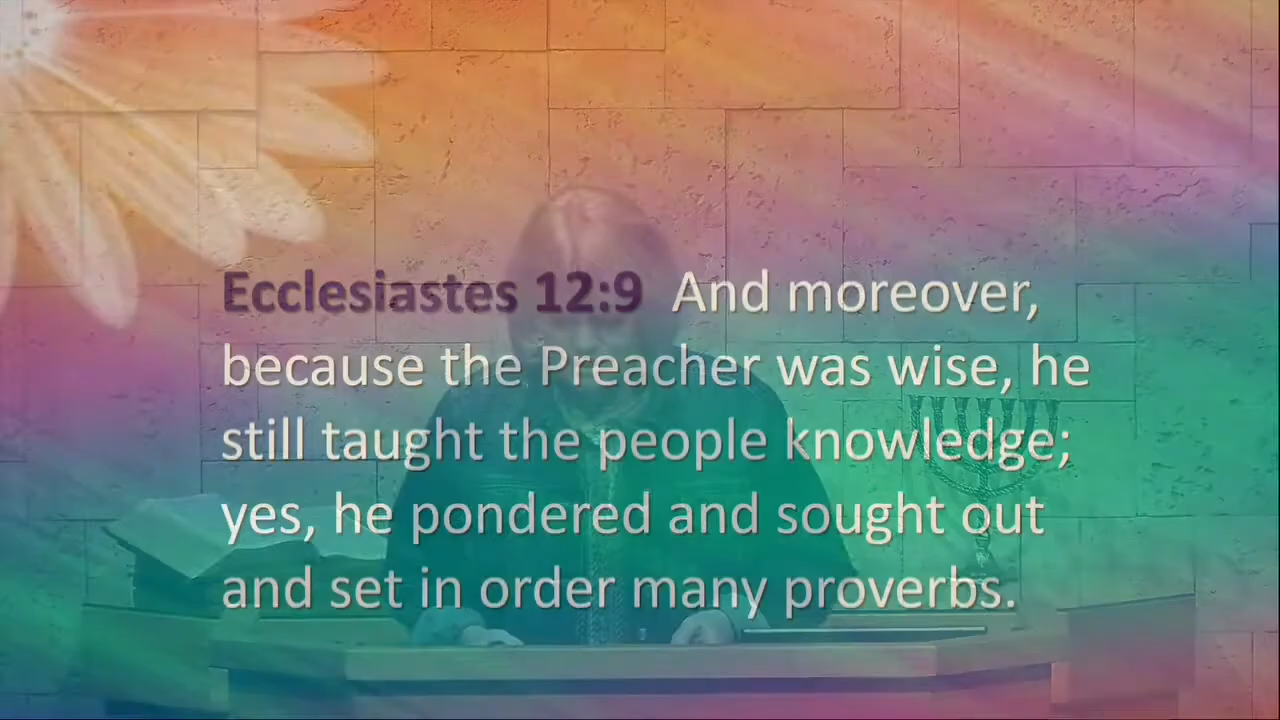 Ecclesiastes 12:9 And moreover,
because the Preacher was wise, he
still taught the people knowledge;
yes, he pondered and sought out
and set in order many proverbs.